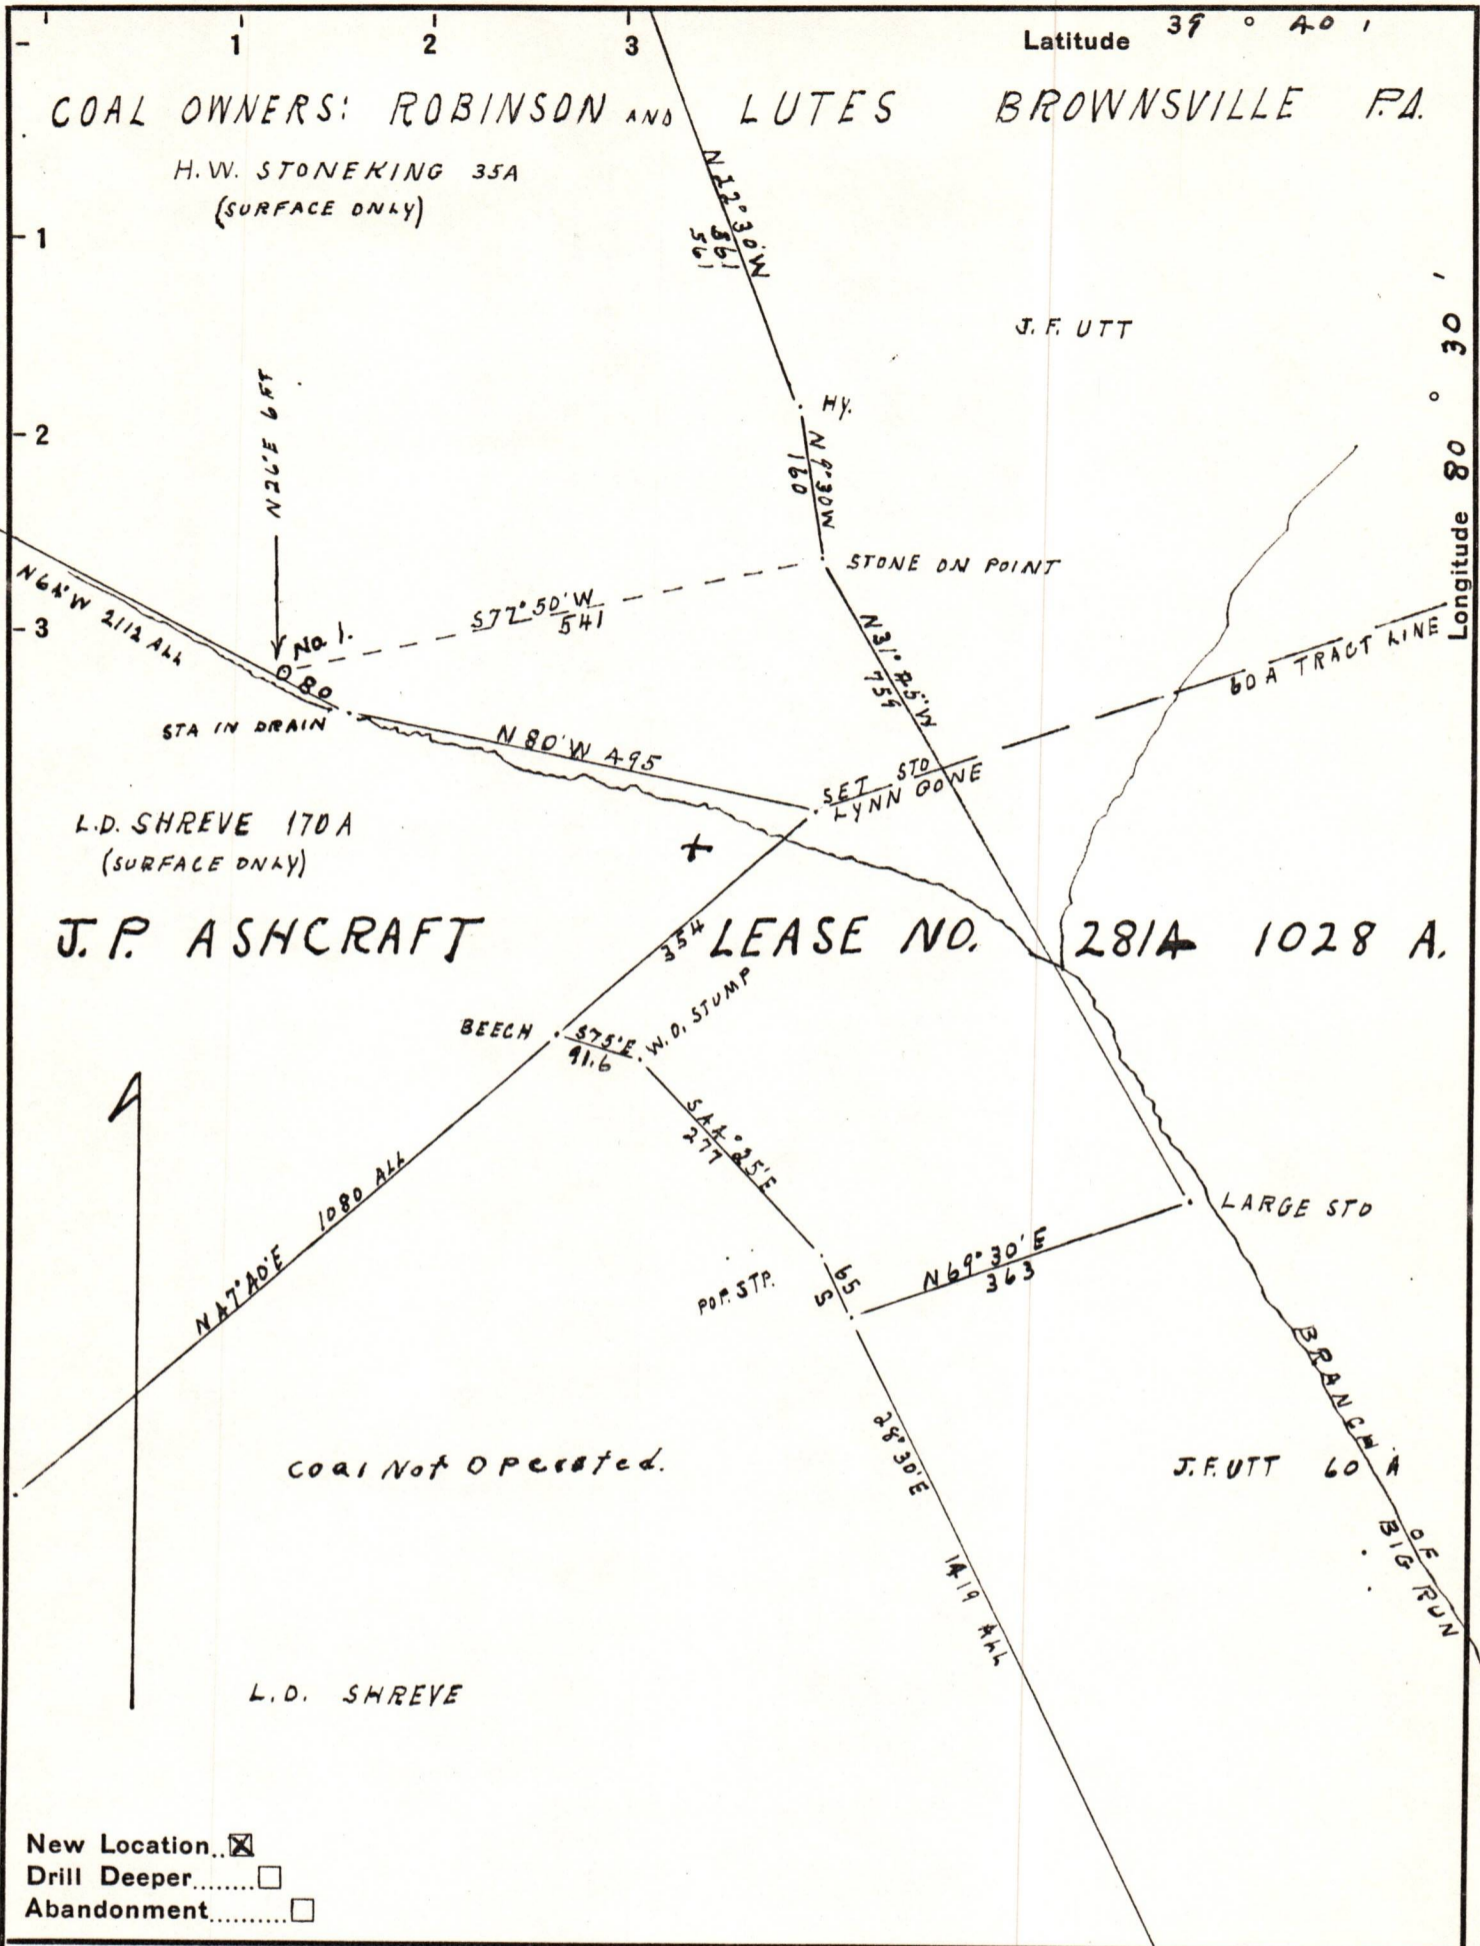 Latitude 39 ° 40 '
1 2 3
COAL OWNERS: ROBINSON AND LUTES BROWNSVILLE PA.
H.W. STONEKING 35A
(SURFACE ONLY)
N 22° 30' W
561
561
1
J.F. UTT
Longitude 80 ° 30 '
HY.
2
N 9° 30' W
160
N 26° E 6 FT
STONE ON POINT
S 77° 50' W
541
N 64° W 2112 ALL
3
No 1.
80
N 31° 45' W
759
60 A TRACT LINE
STA IN DRAIN
N 80° W 495
SET STO
LYNN GONE
L.D. SHREVE 170 A
(SURFACE ONLY)
J.P. ASHCRAFT LEASE NO. 2814 1028 A.
354
BEECH
S 75° E
91.6
W.O. STUMP
S 44° 25' E
277
1080 ALL
N 47° 40' E
LARGE STO
N 69° 30' E
363
POP. STP.
65
S
28° 30' E
1419 ALL
Coal Not Operated.
J.F. UTT 60 A
BRANCH
OF
BIG RUN
L.D. SHREVE
New Location..☒
Drill Deeper........☐
Abandonment..........☐